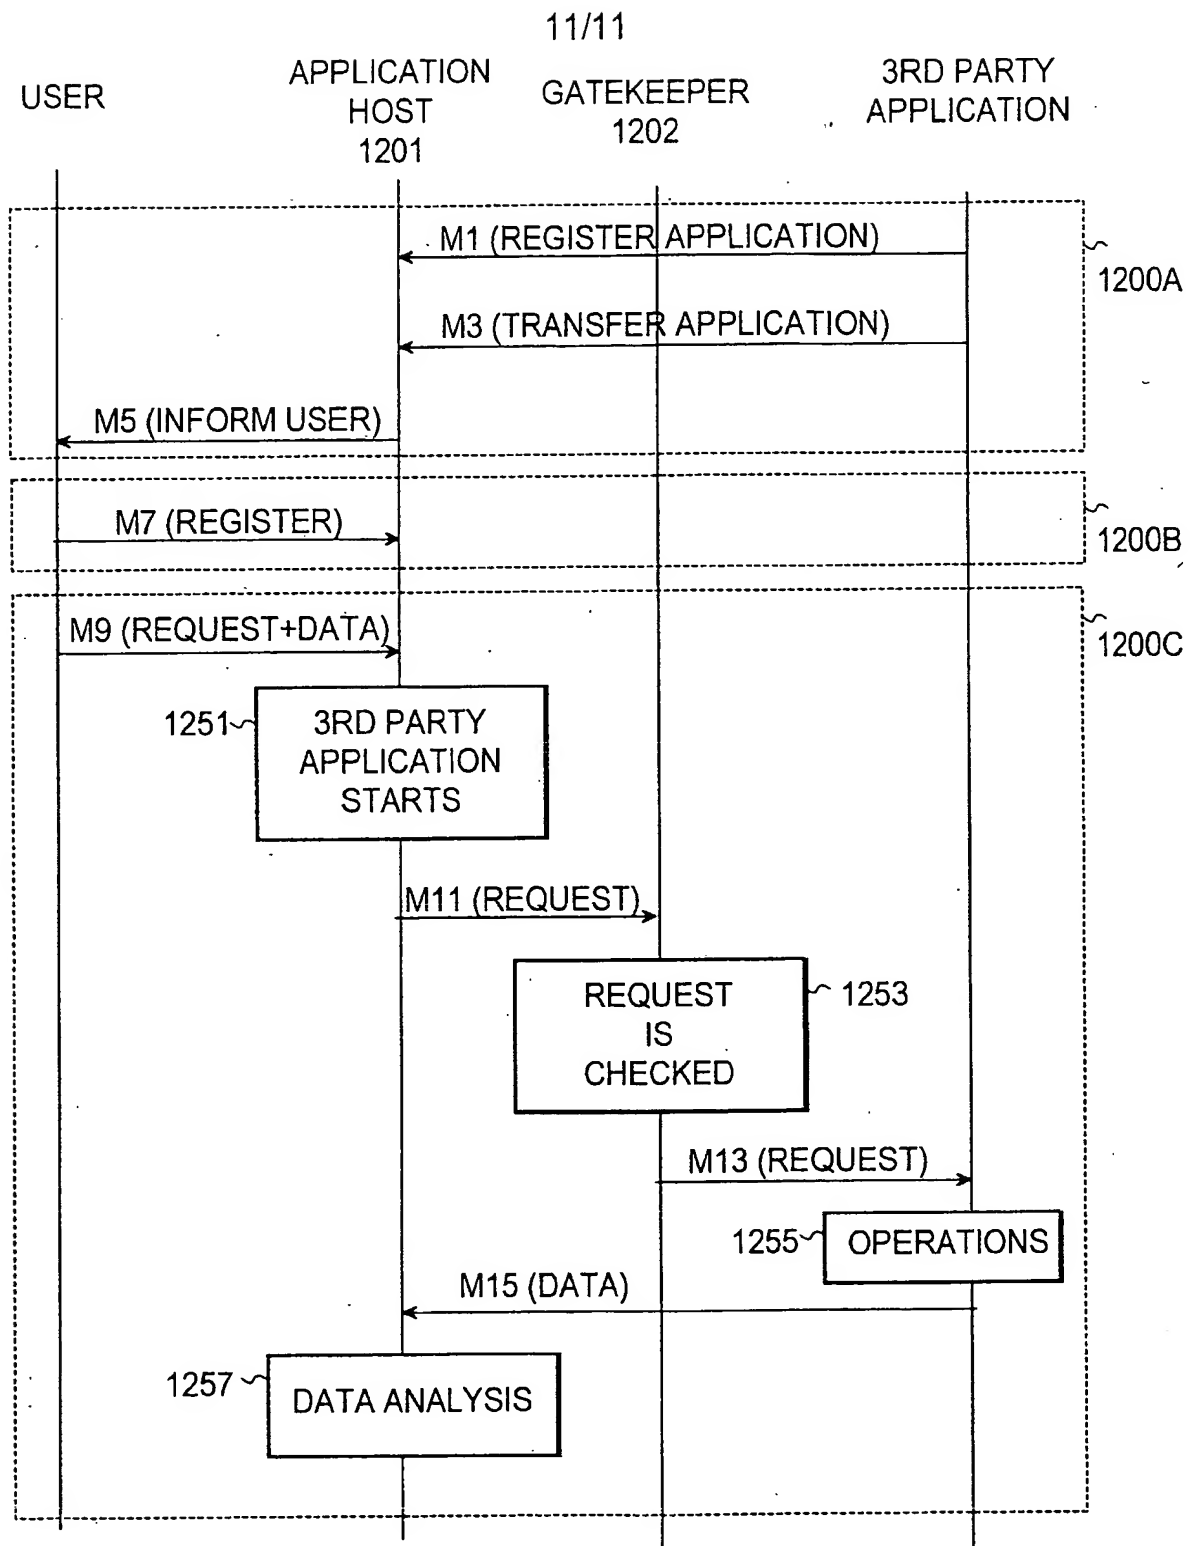 11/11
USER
APPLICATION
HOST
1201
GATEKEEPER
1202
3RD PARTY
APPLICATION
M1 (REGISTER APPLICATION)
1200A
M3 (TRANSFER APPLICATION)
M5 (INFORM USER)
M7 (REGISTER)
1200B
M9 (REQUEST+DATA)
1200C
1251
3RD PARTY
APPLICATION
STARTS
M11 (REQUEST)
REQUEST
IS
CHECKED
1253
M13 (REQUEST)
1255
OPERATIONS
M15 (DATA)
1257
DATA ANALYSIS